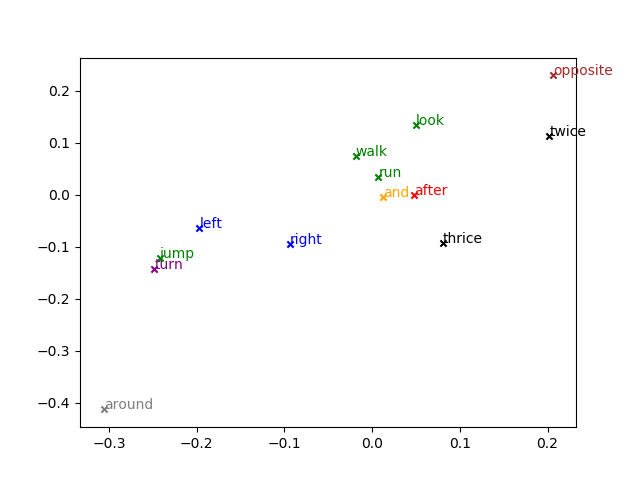 opposite
0.2
look
twice
0.1
walk
run
0.0
and
after
left
right
thrice
−0.1
jump
turn
−0.2
−0.3
−0.4
around
−0.3 −0.2 −0.1 0.0 0.1 0.2